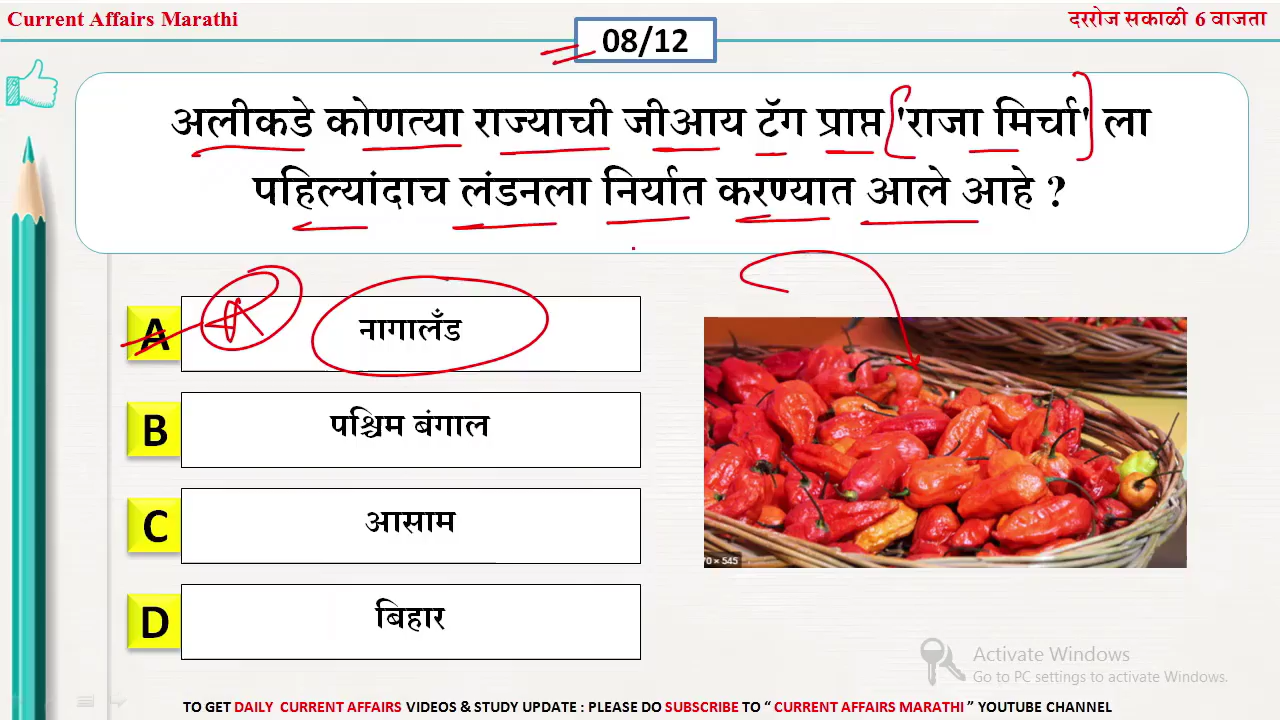 Current Affairs Marathi
दररोज सकाळी 6 वाजता
08/12
अलीकडे कोणत्या राज्याची जीआय टॅग प्राप्त 'राजा मिर्चा' ला
पहिल्यांदाच लंडनला निर्यात करण्यात आले आहे ?
A नागालँड
B पश्चिम बंगाल
C आसाम
D बिहार
70 × 545
Activate Windows
Go to PC settings to activate Windows.
TO GET DAILY CURRENT AFFAIRS VIDEOS & STUDY UPDATE : PLEASE DO SUBSCRIBE TO “ CURRENT AFFAIRS MARATHI ” YOUTUBE CHANNEL